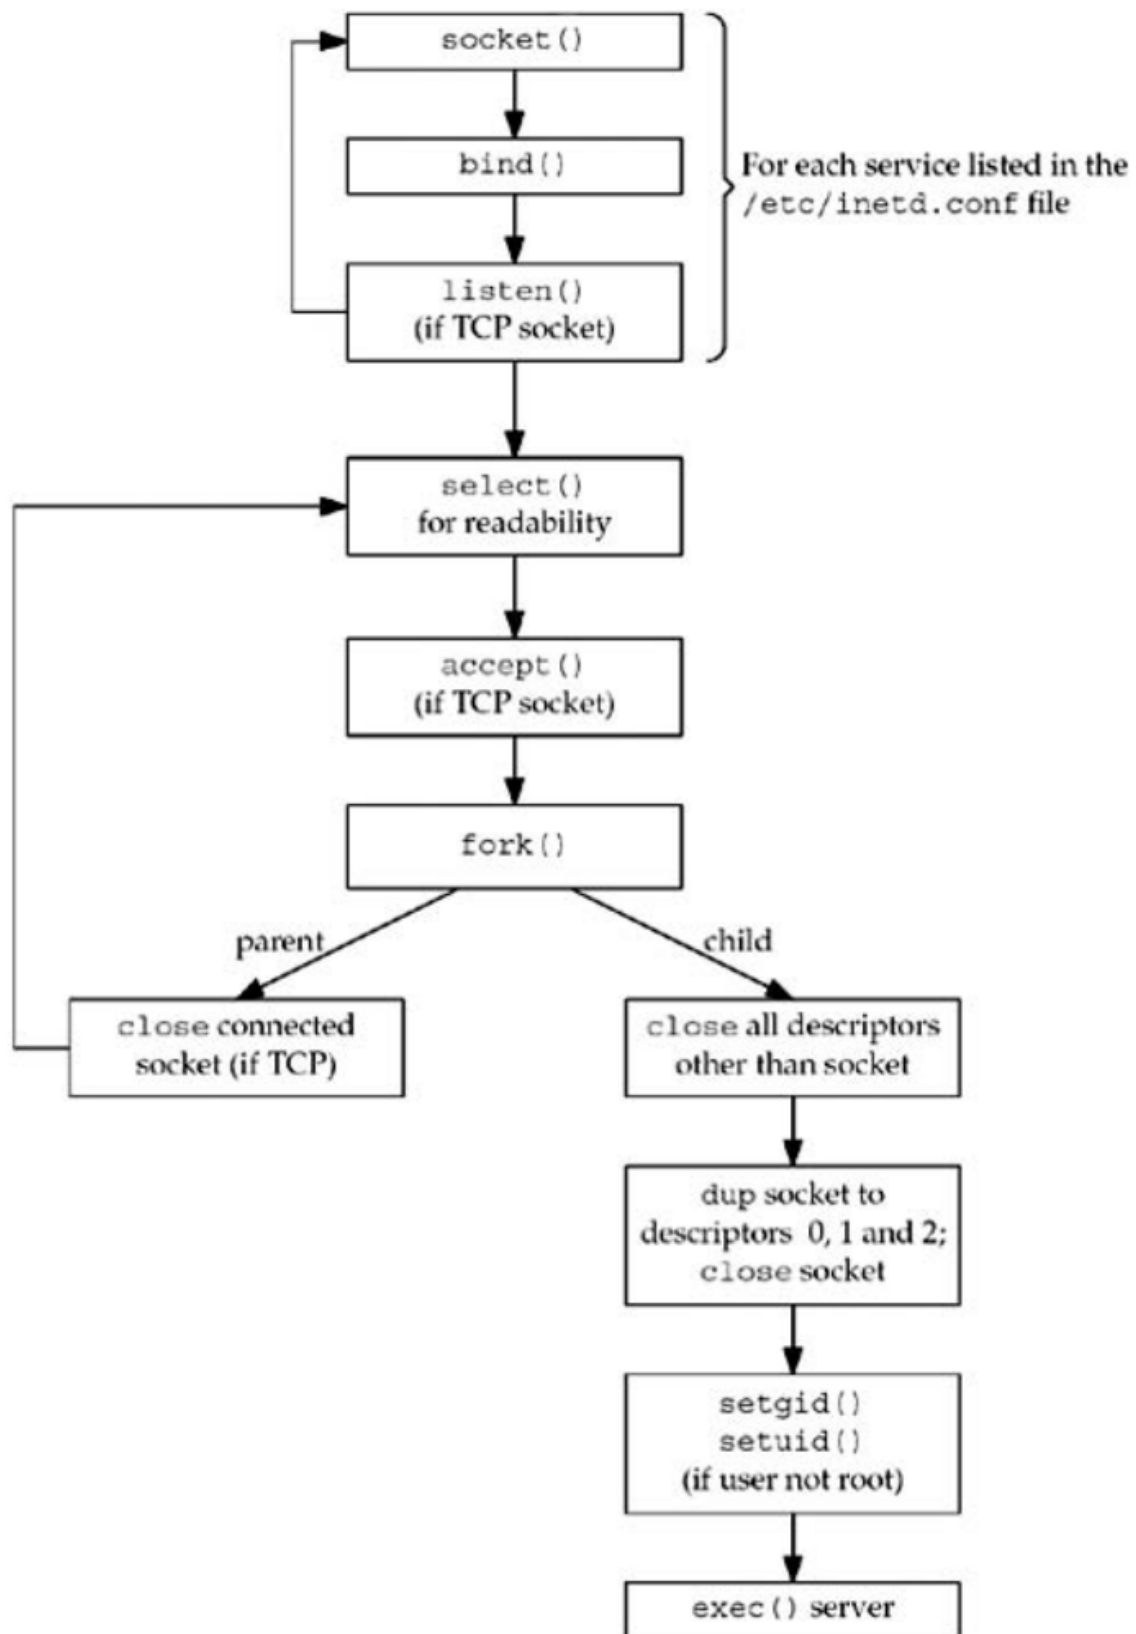 socket()
bind()
For each service listed in the
/etc/inetd.conf file
listen()
(if TCP socket)
select()
for readability
accept()
(if TCP socket)
fork()
parent
child
close connected
socket (if TCP)
close all descriptors
other than socket
dup socket to
descriptors 0, 1 and 2;
close socket
setgid()
setuid()
(if user not root)
exec() server